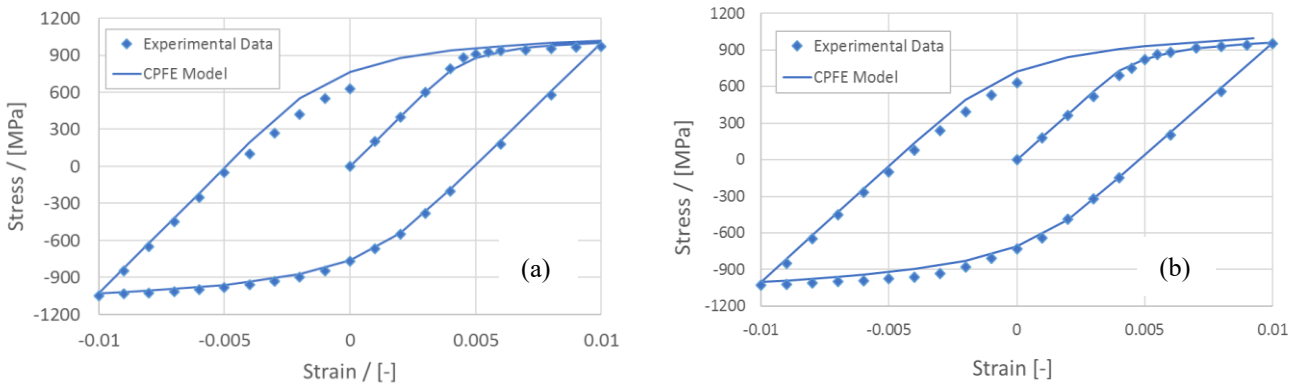 1200
900
600
300
0
-300
-600
-900
-1200
Stress / [MPa]
Experimental Data
CPFE Model
(a)
-0.01
-0.005
0
0.005
0.01
Strain / [-]
1200
900
600
300
0
-300
-600
-900
-1200
Stress / [MPa]
Experimental Data
CPFE Model
(b)
-0.01
-0.005
0
0.005
0.01
Strain [-]